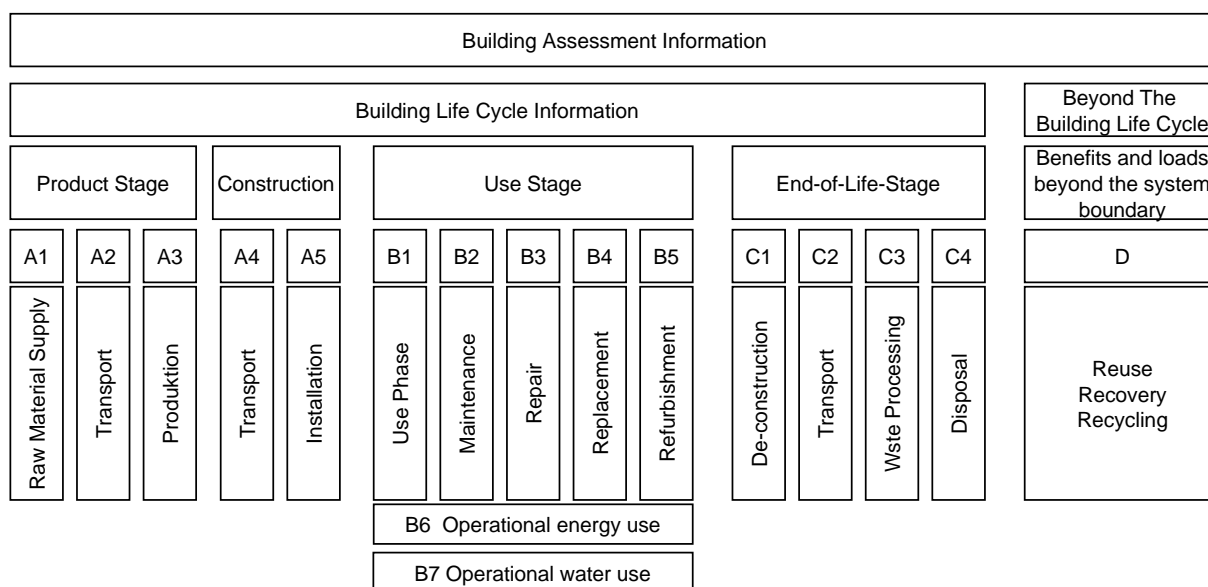 Building Assessment Information
Building Life Cycle Information
Beyond The
Building Life Cycle
Product Stage
Construction
Use Stage
End-of-Life-Stage
Benefits and loads
beyond the system
boundary
A1
A2
A3
A4
A5
B1
B2
B3
B4
B5
C1
C2
C3
C4
D
Raw Material Supply
Transport
Produktion
Transport
Installation
Use Phase
Maintenance
Repair
Replacement
Refurbishment
De-construction
Transport
Wste Processing
Disposal
Reuse
Recovery
Recycling
B6 Operational energy use
B7 Operational water use